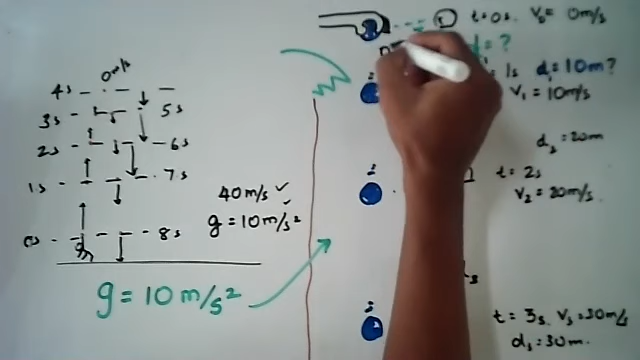 0m/s
4s
3s 5s
2s 6s
1s 7s
0s 8s
40m/s ✓
g = 10m/s² ✓
g = 10 m/s²
t=0s. V₀= 0m/s
d = ?
1s d₁=10m?
V₁ = 10m/s
d₂ = 20m
t = 2s
V₂ = 20m/s.
t = 3s V₃=30m/s
d₃=30m.